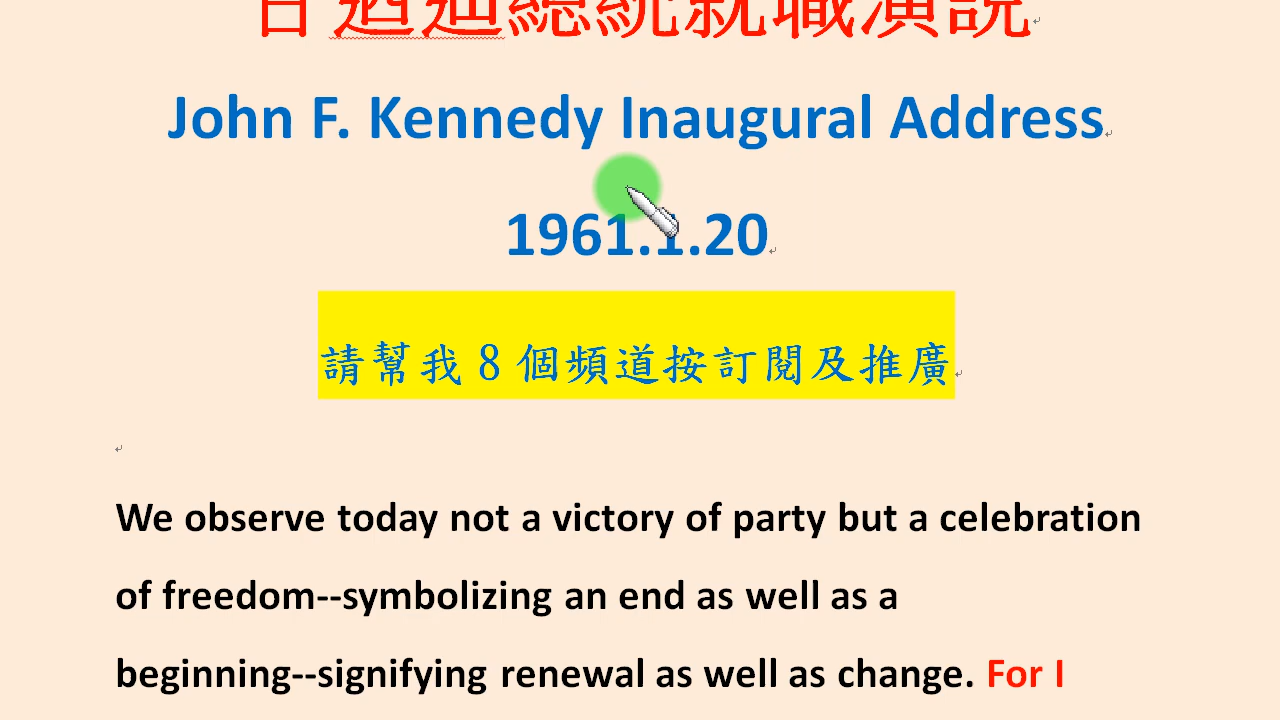 甘迺迪總統就職演說
John F. Kennedy Inaugural Address
1961.1.20
請幫我 8 個頻道按訂閱及推廣
We observe today not a victory of party but a celebration
of freedom--symbolizing an end as well as a
beginning--signifying renewal as well as change. For I